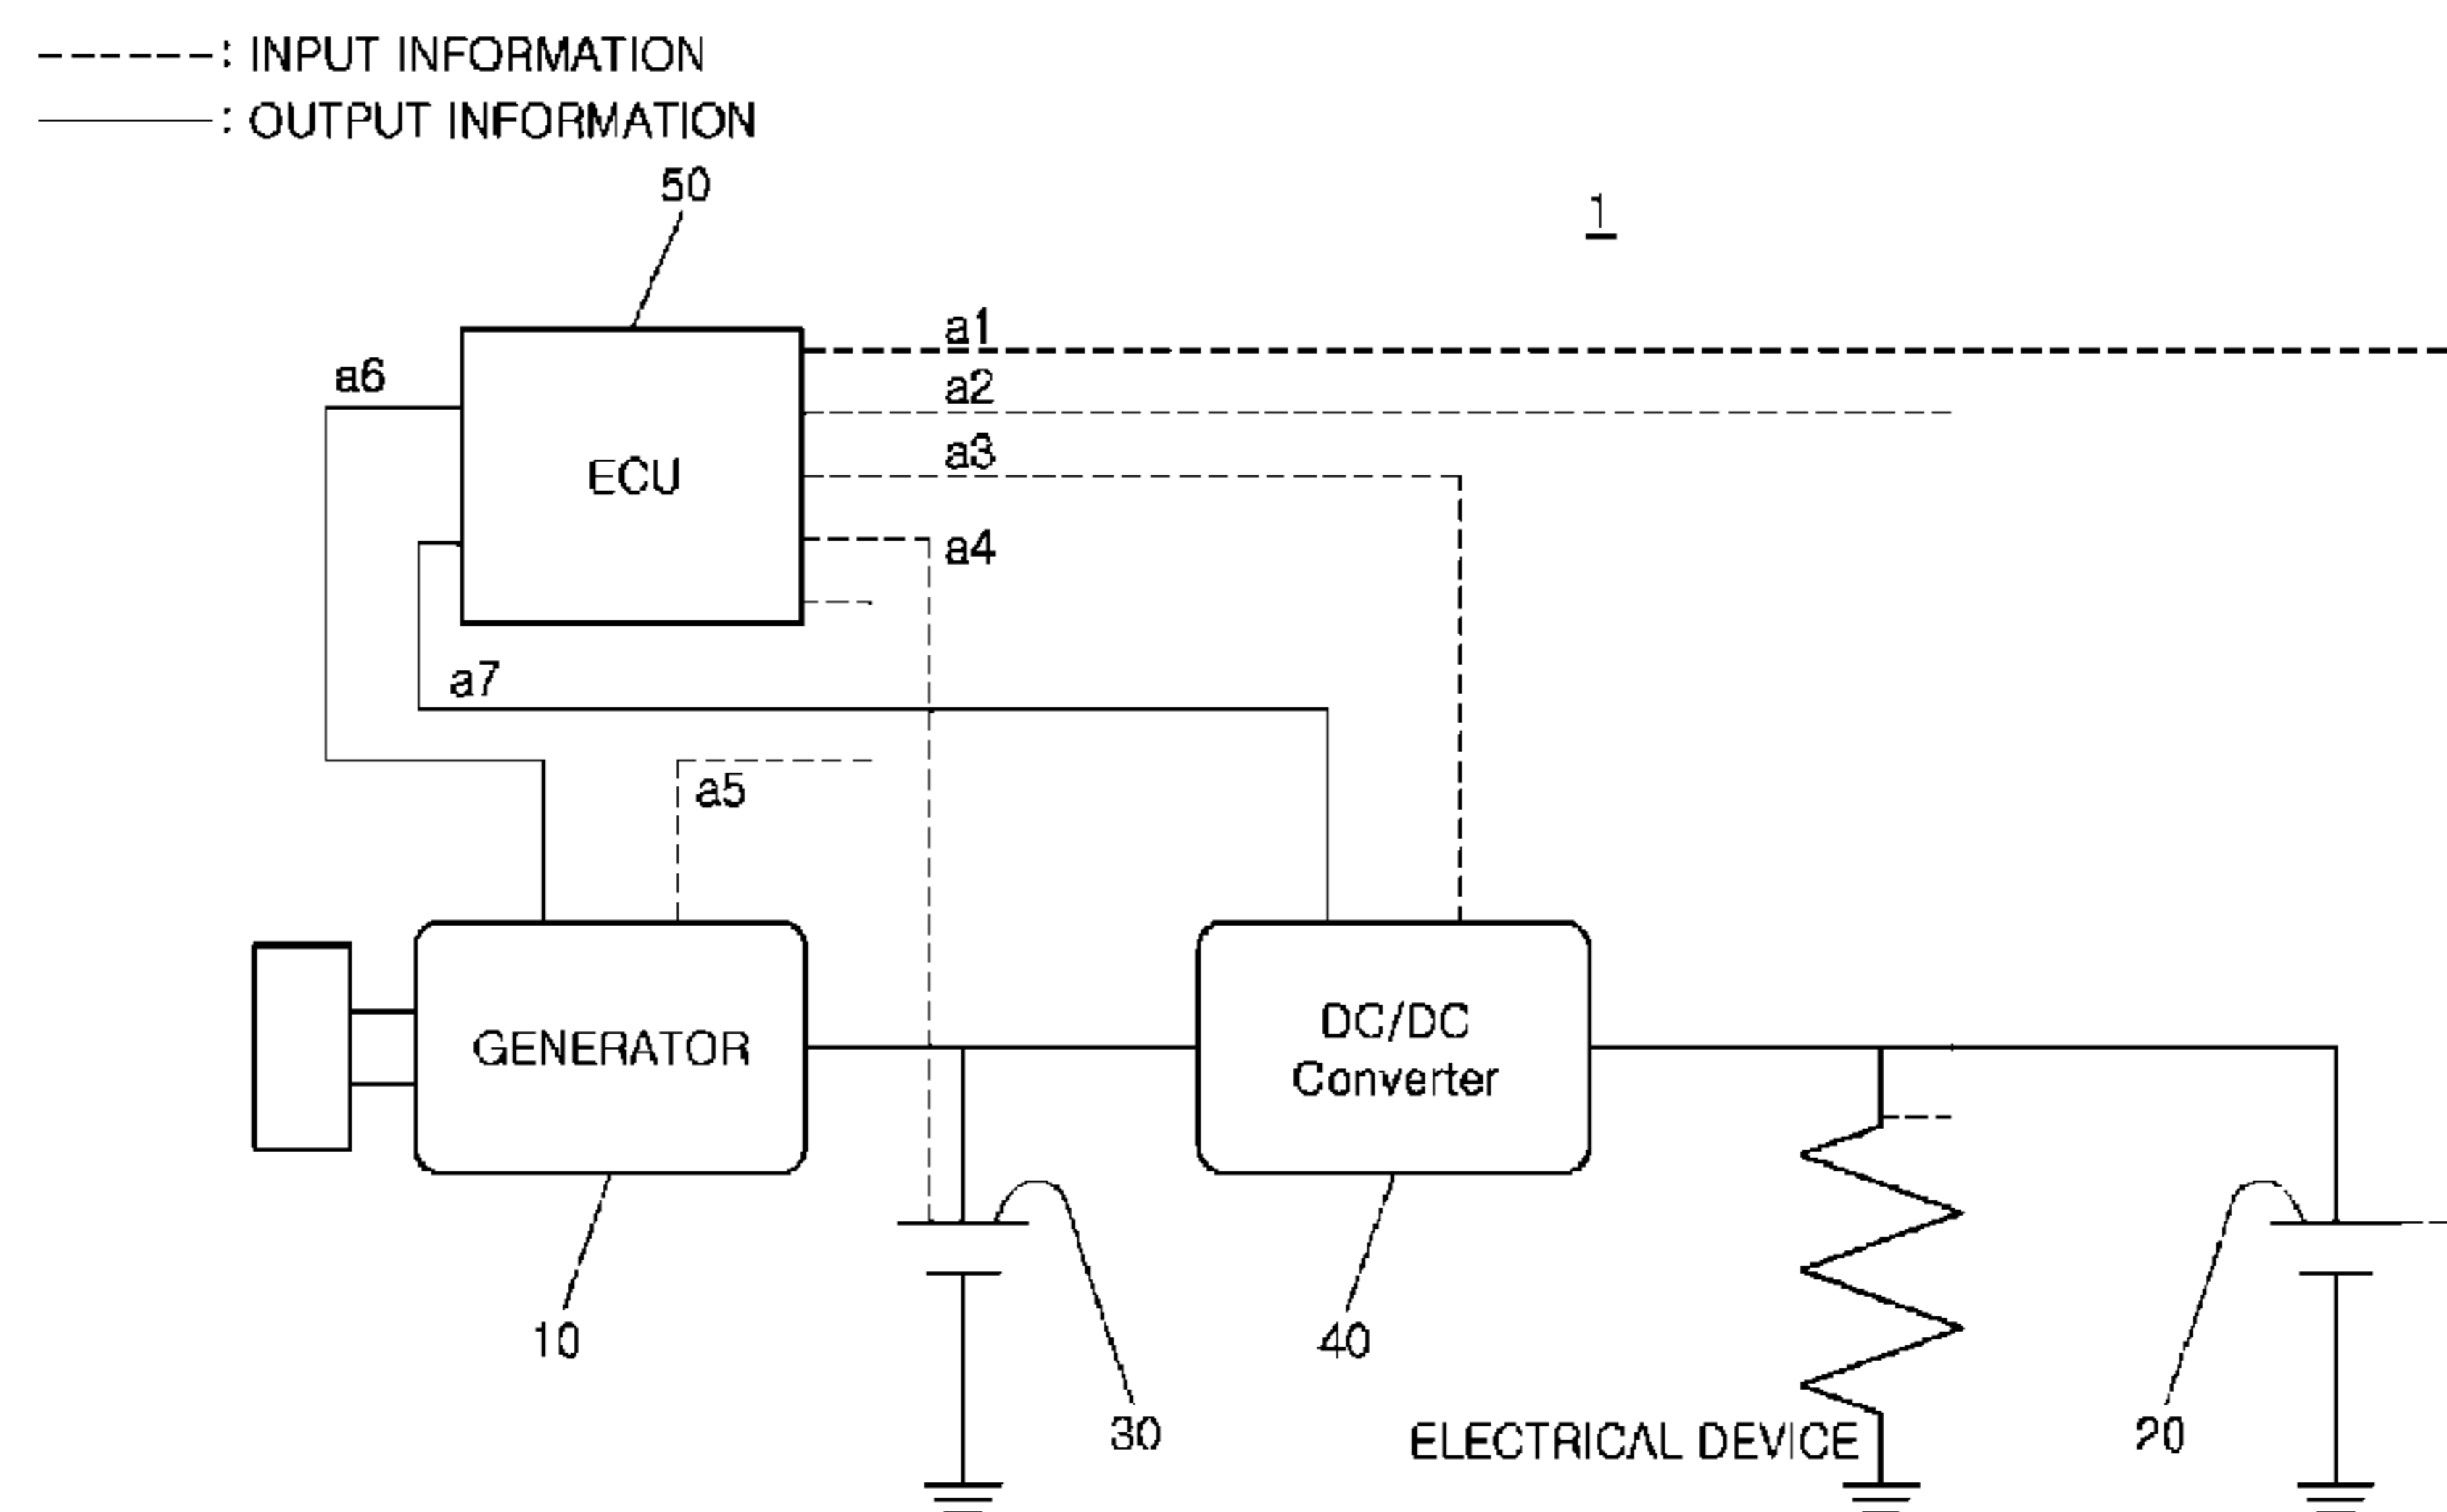 : INPUT INFORMATION
: OUTPUT INFORMATION
50
1
a1
a6
a2
a3
ECU
a4
a7
a5
GENERATOR
DC/DC
Converter
10
40
30
ELECTRICAL DEVICE
20